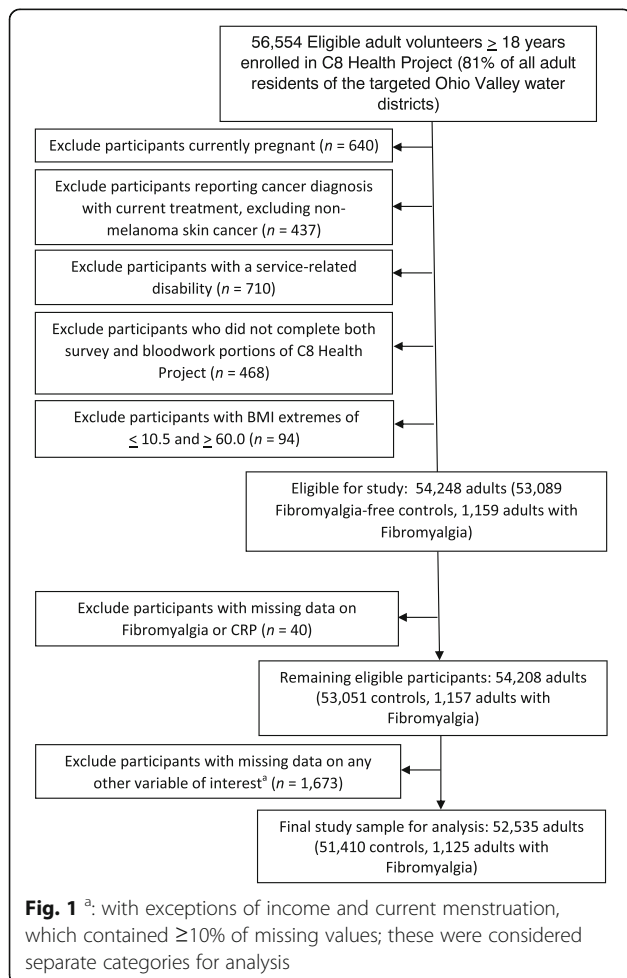 56,554 Eligible adult volunteers ≥ 18 years
enrolled in C8 Health Project (81% of all adult
residents of the targeted Ohio Valley water
districts)
Exclude participants currently pregnant (n = 640)
Exclude participants reporting cancer diagnosis
with current treatment, excluding non-
melanoma skin cancer (n = 437)
Exclude participants with a service-related
disability (n = 710)
Exclude participants who did not complete both
survey and bloodwork portions of C8 Health
Project (n = 468)
Exclude participants with BMI extremes of
≤ 10.5 and ≥ 60.0 (n = 94)
Eligible for study: 54,248 adults (53,089
Fibromyalgia-free controls, 1,159 adults with
Fibromyalgia)
Exclude participants with missing data on
Fibromyalgia or CRP (n = 40)
Remaining eligible participants: 54,208 adults
(53,051 controls, 1,157 adults with
Fibromyalgia)
Exclude participants with missing data on any
other variable of interestᵃ (n = 1,673)
Final study sample for analysis: 52,535 adults
(51,410 controls, 1,125 adults with
Fibromyalgia)
Fig. 1 ᵃ: with exceptions of income and current menstruation,
which contained ≥10% of missing values; these were considered
separate categories for analysis